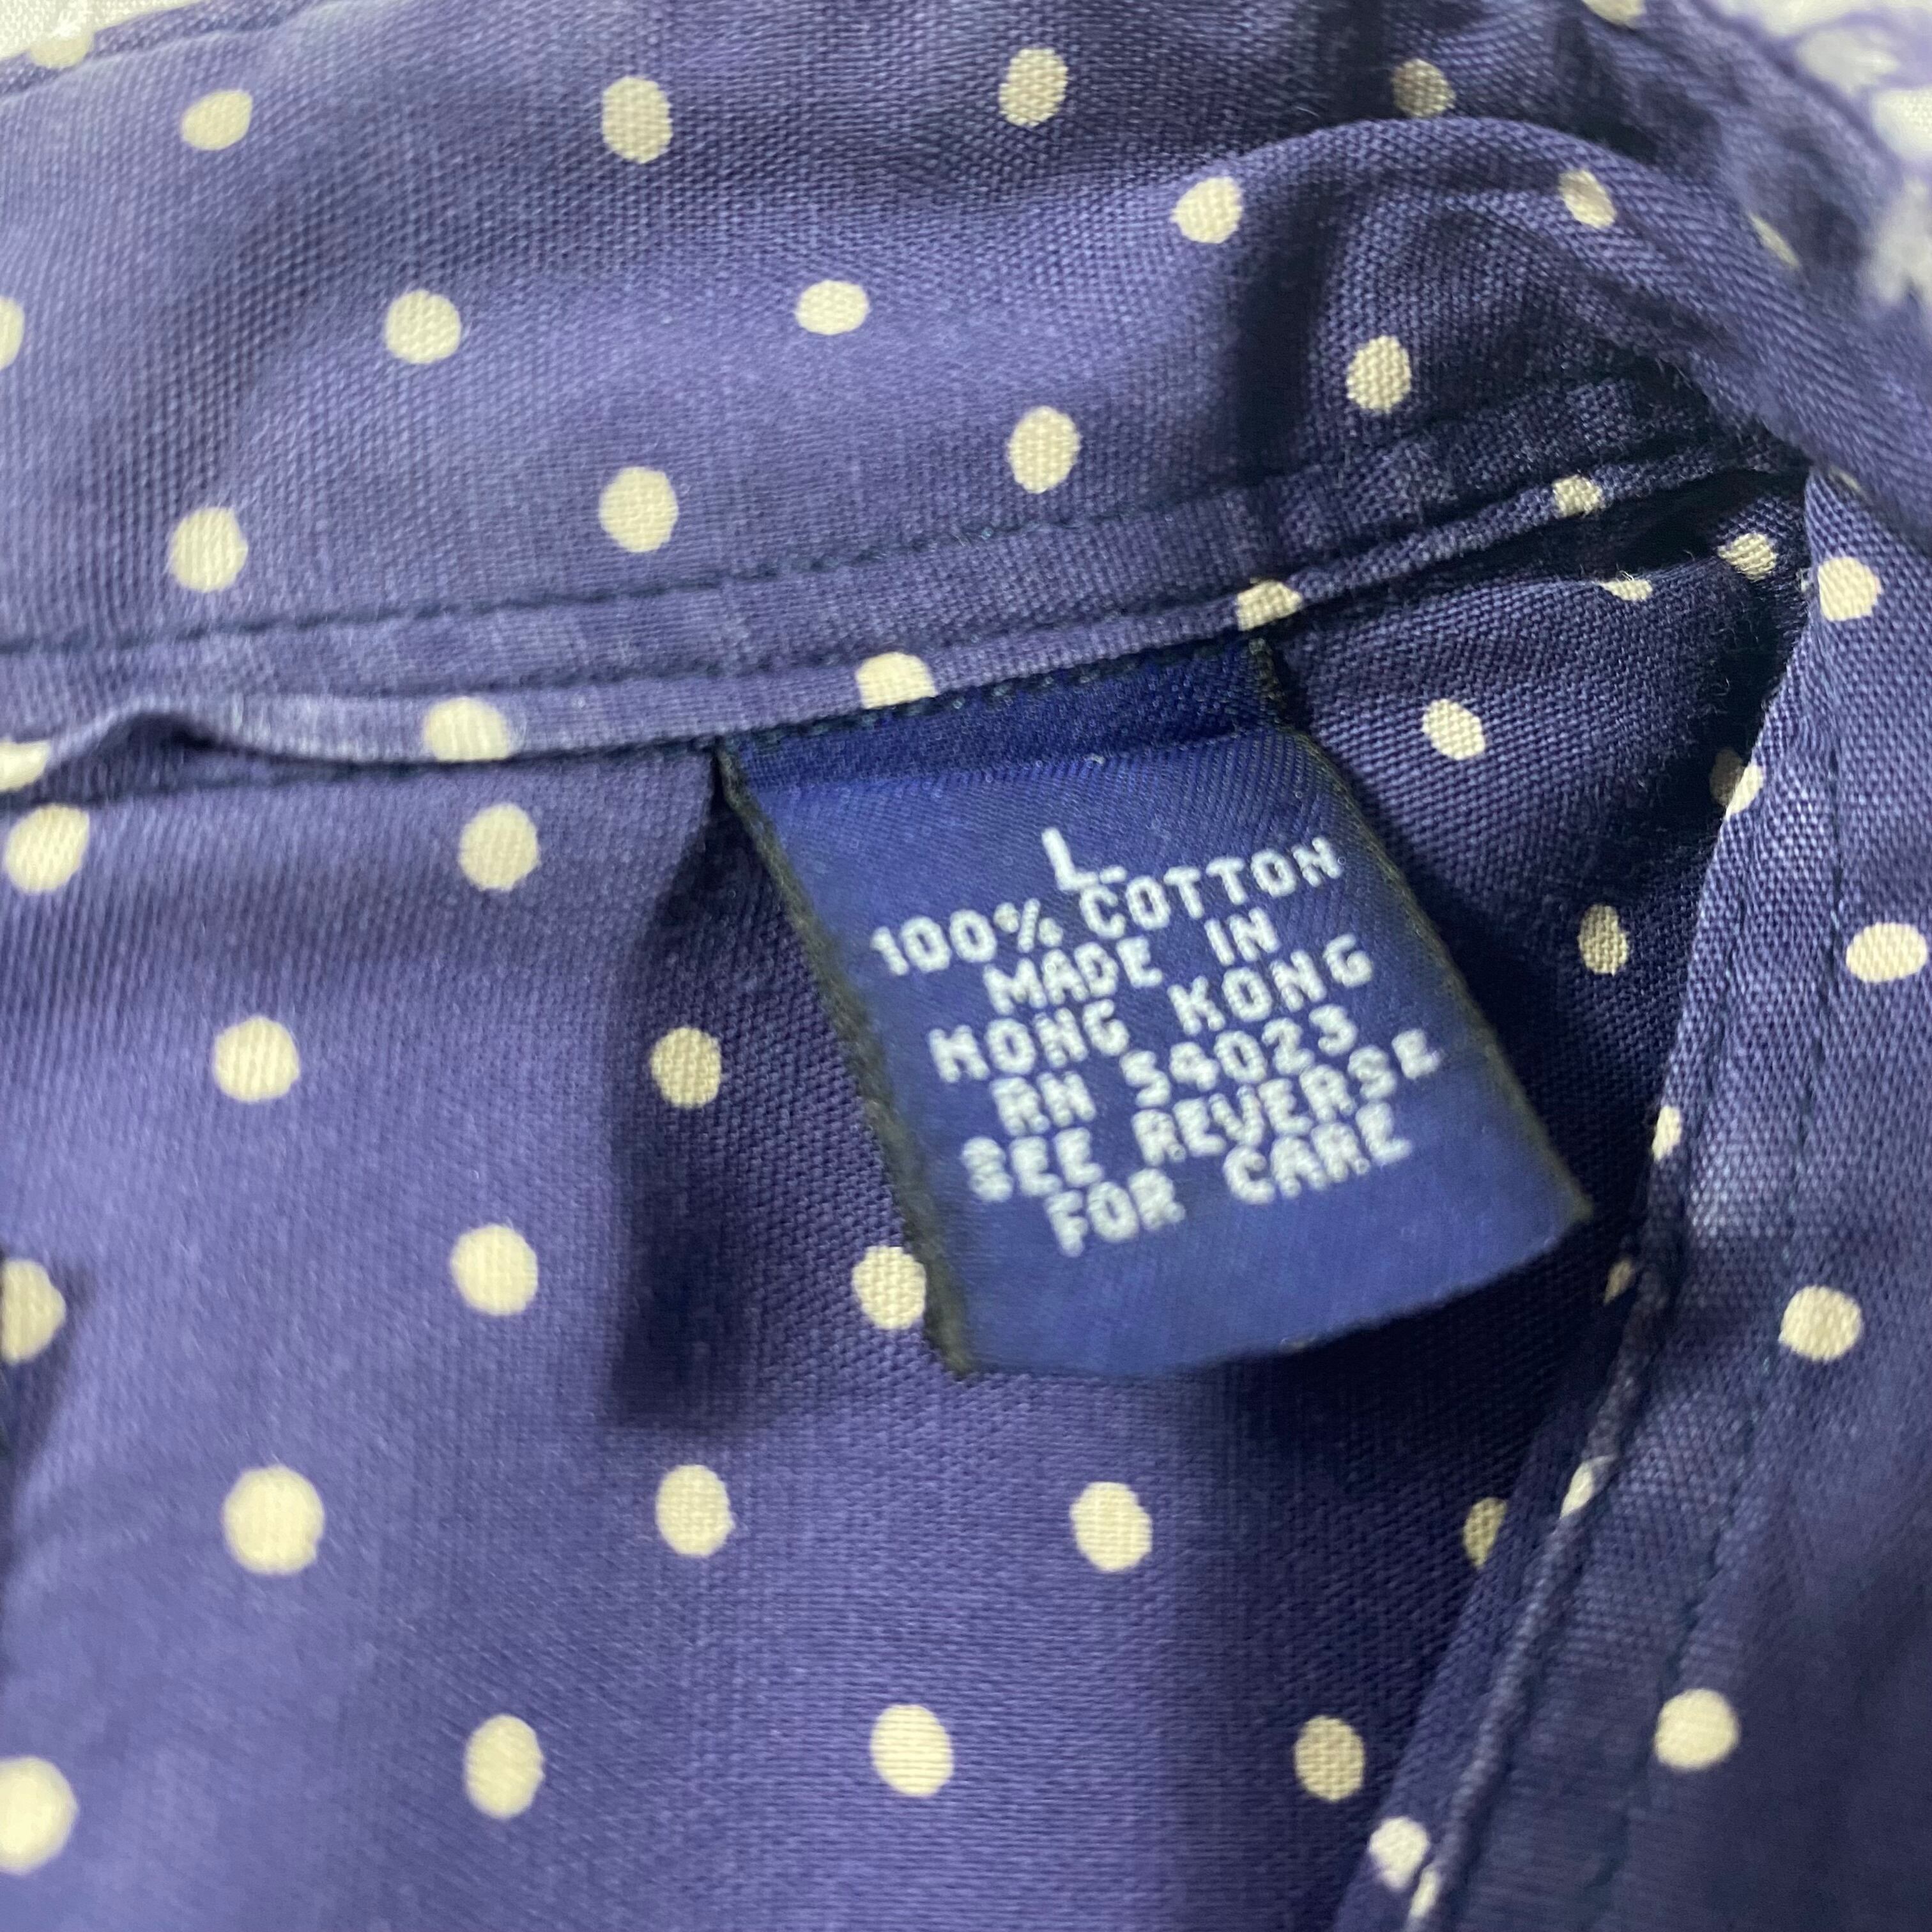 L
100% COTTON
MADE IN
HONG KONG
RN 54023
SEE REVERSE
FOR CARE